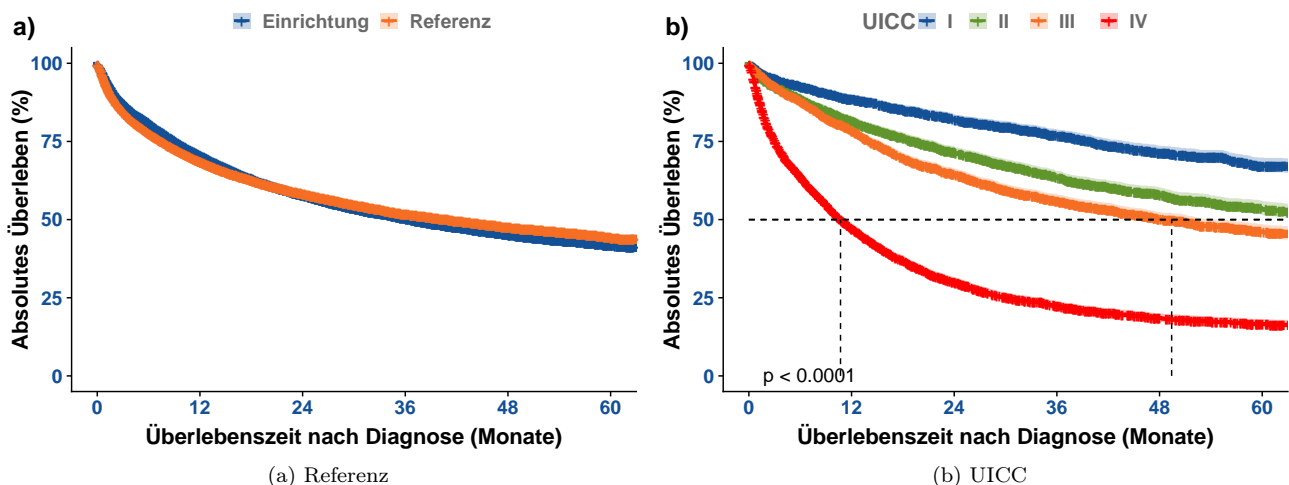 a)
Einrichtung Referenz
100
75
50
25
0
Absolutes Überleben (%)
0 12 24 36 48 60
Überlebenszeit nach Diagnose (Monate)
(a) Referenz
b)
UICC I II III IV
100
75
50
25
0
Absolutes Überleben (%)
p < 0.0001
0 12 24 36 48 60
Überlebenszeit nach Diagnose (Monate)
(b) UICC